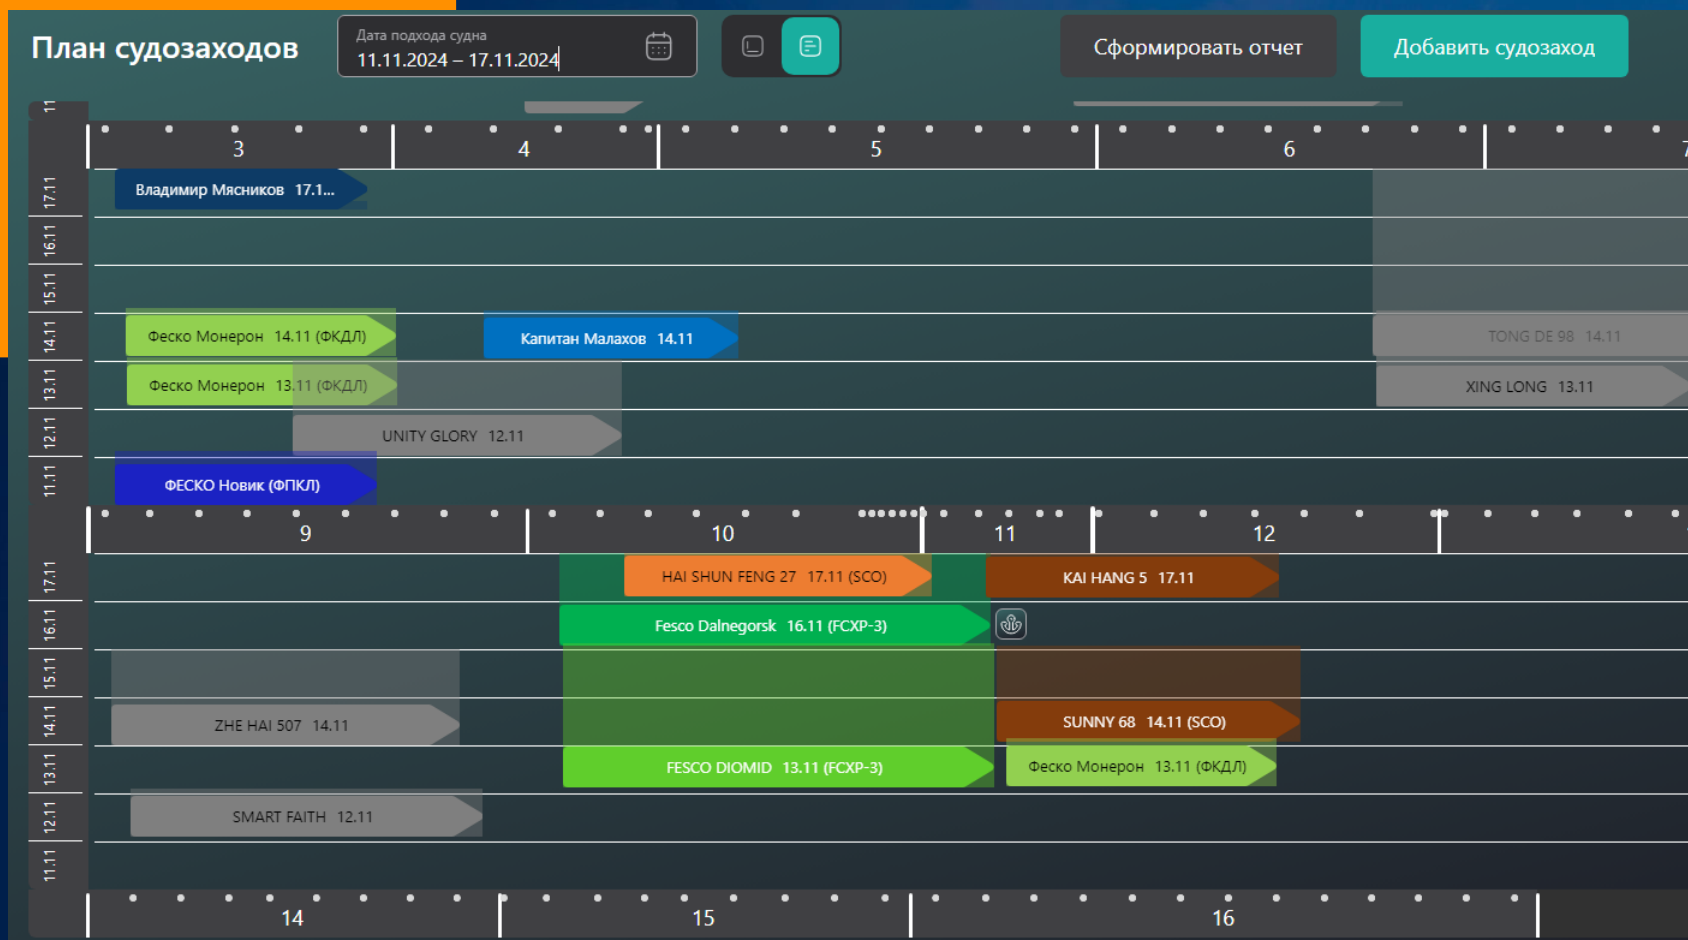 План судозаходов
Дата подхода судна
11.11.2024 – 17.11.2024
Сформировать отчет
Добавить судозаход
11
3 4 5 6 7
17.11
Владимир Мясников 17.1...
16.11
15.11
14.11
Феско Монерон 14.11 (ФКДЛ)
Капитан Малахов 14.11
TONG DE 98 14.11
13.11
Феско Монерон 13.11 (ФКДЛ)
XING LONG 13.11
12.11
UNITY GLORY 12.11
11.11
ФЕСКО Новик (ФПКЛ)
9 10 11 12
17.11
HAI SHUN FENG 27 17.11 (SCO)
KAI HANG 5 17.11
16.11
Fesco Dalnegorsk 16.11 (FCXP-3)
15.11
14.11
ZHE HAI 507 14.11
SUNNY 68 14.11 (SCO)
13.11
FESCO DIOMID 13.11 (FCXP-3)
Феско Монерон 13.11 (ФКДЛ)
12.11
SMART FAITH 12.11
11.11
14 15 16